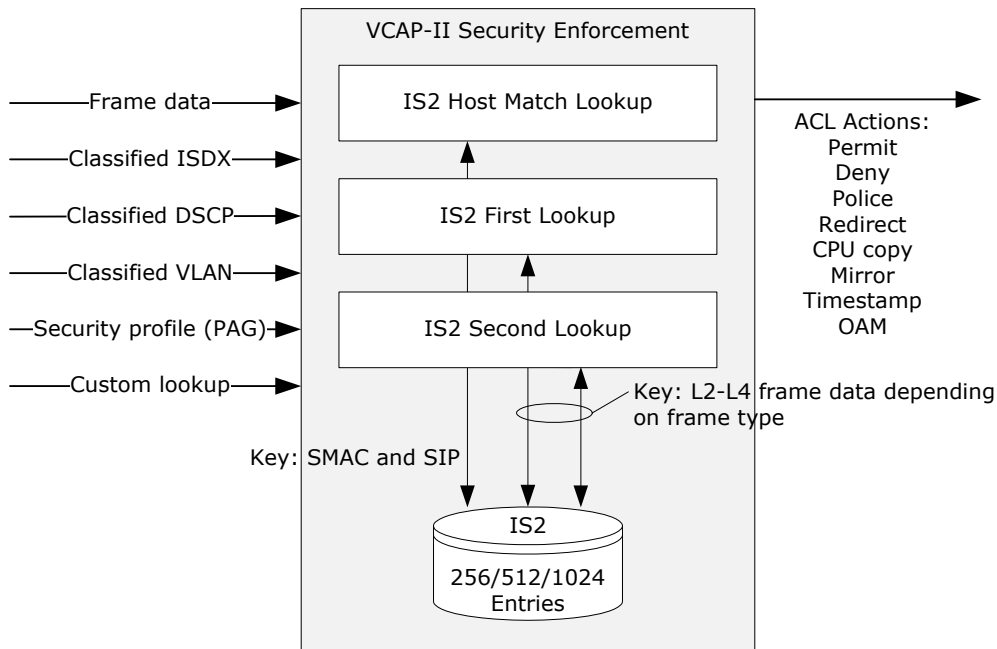 VCAP-II Security Enforcement
IS2 Host Match Lookup
IS2 First Lookup
IS2 Second Lookup
Frame data
Classified ISDX
Classified DSCP
Classified VLAN
Security profile (PAG)
Custom lookup
ACL Actions:
Permit
Deny
Police
Redirect
CPU copy
Mirror
Timestamp
OAM
Key: L2-L4 frame data depending
on frame type
Key: SMAC and SIP
IS2
256/512/1024
Entries